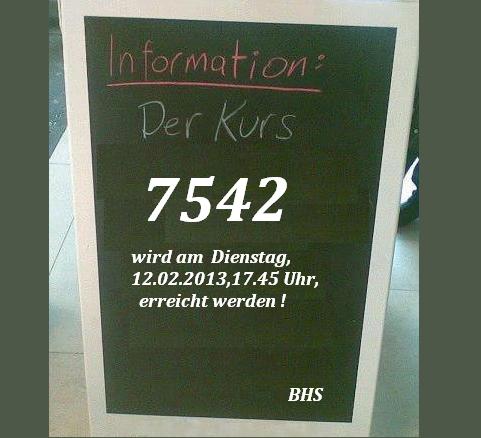 Information:
Der Kurs
7542
wird am Dienstag,
12.02.2013,17.45 Uhr,
erreicht werden !
BHS